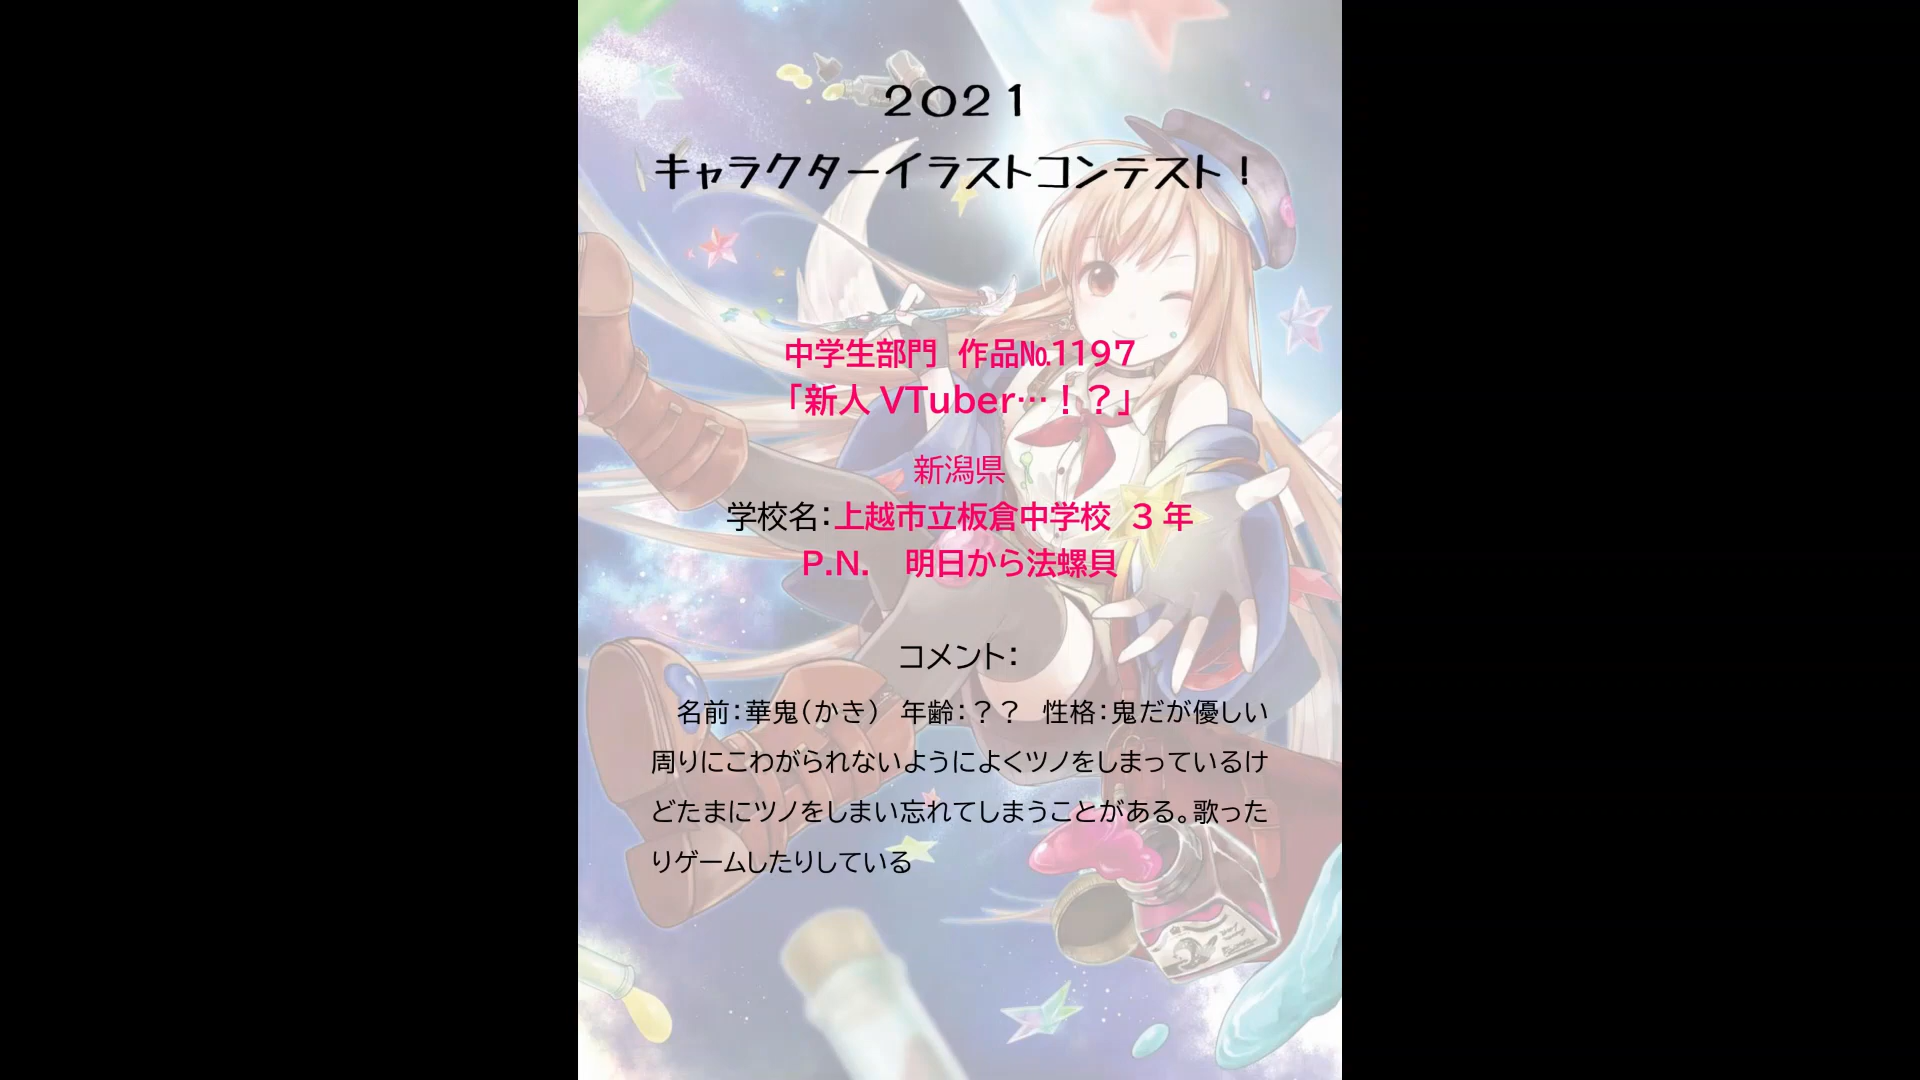 ２０２１
キャラクターイラストコンテスト！
中学生部門　作品№1197
「新人VTuber…！？」
新潟県
学校名：上越市立板倉中学校　３年
P.N.　明日から法螺貝
コメント：
名前：華鬼（かき）　年齢：？？　性格：鬼だが優しい
周りにこわがられないようによくツノをしまっているけ
どたまにツノをしまい忘れてしまうことがある。歌った
りゲームしたりしている